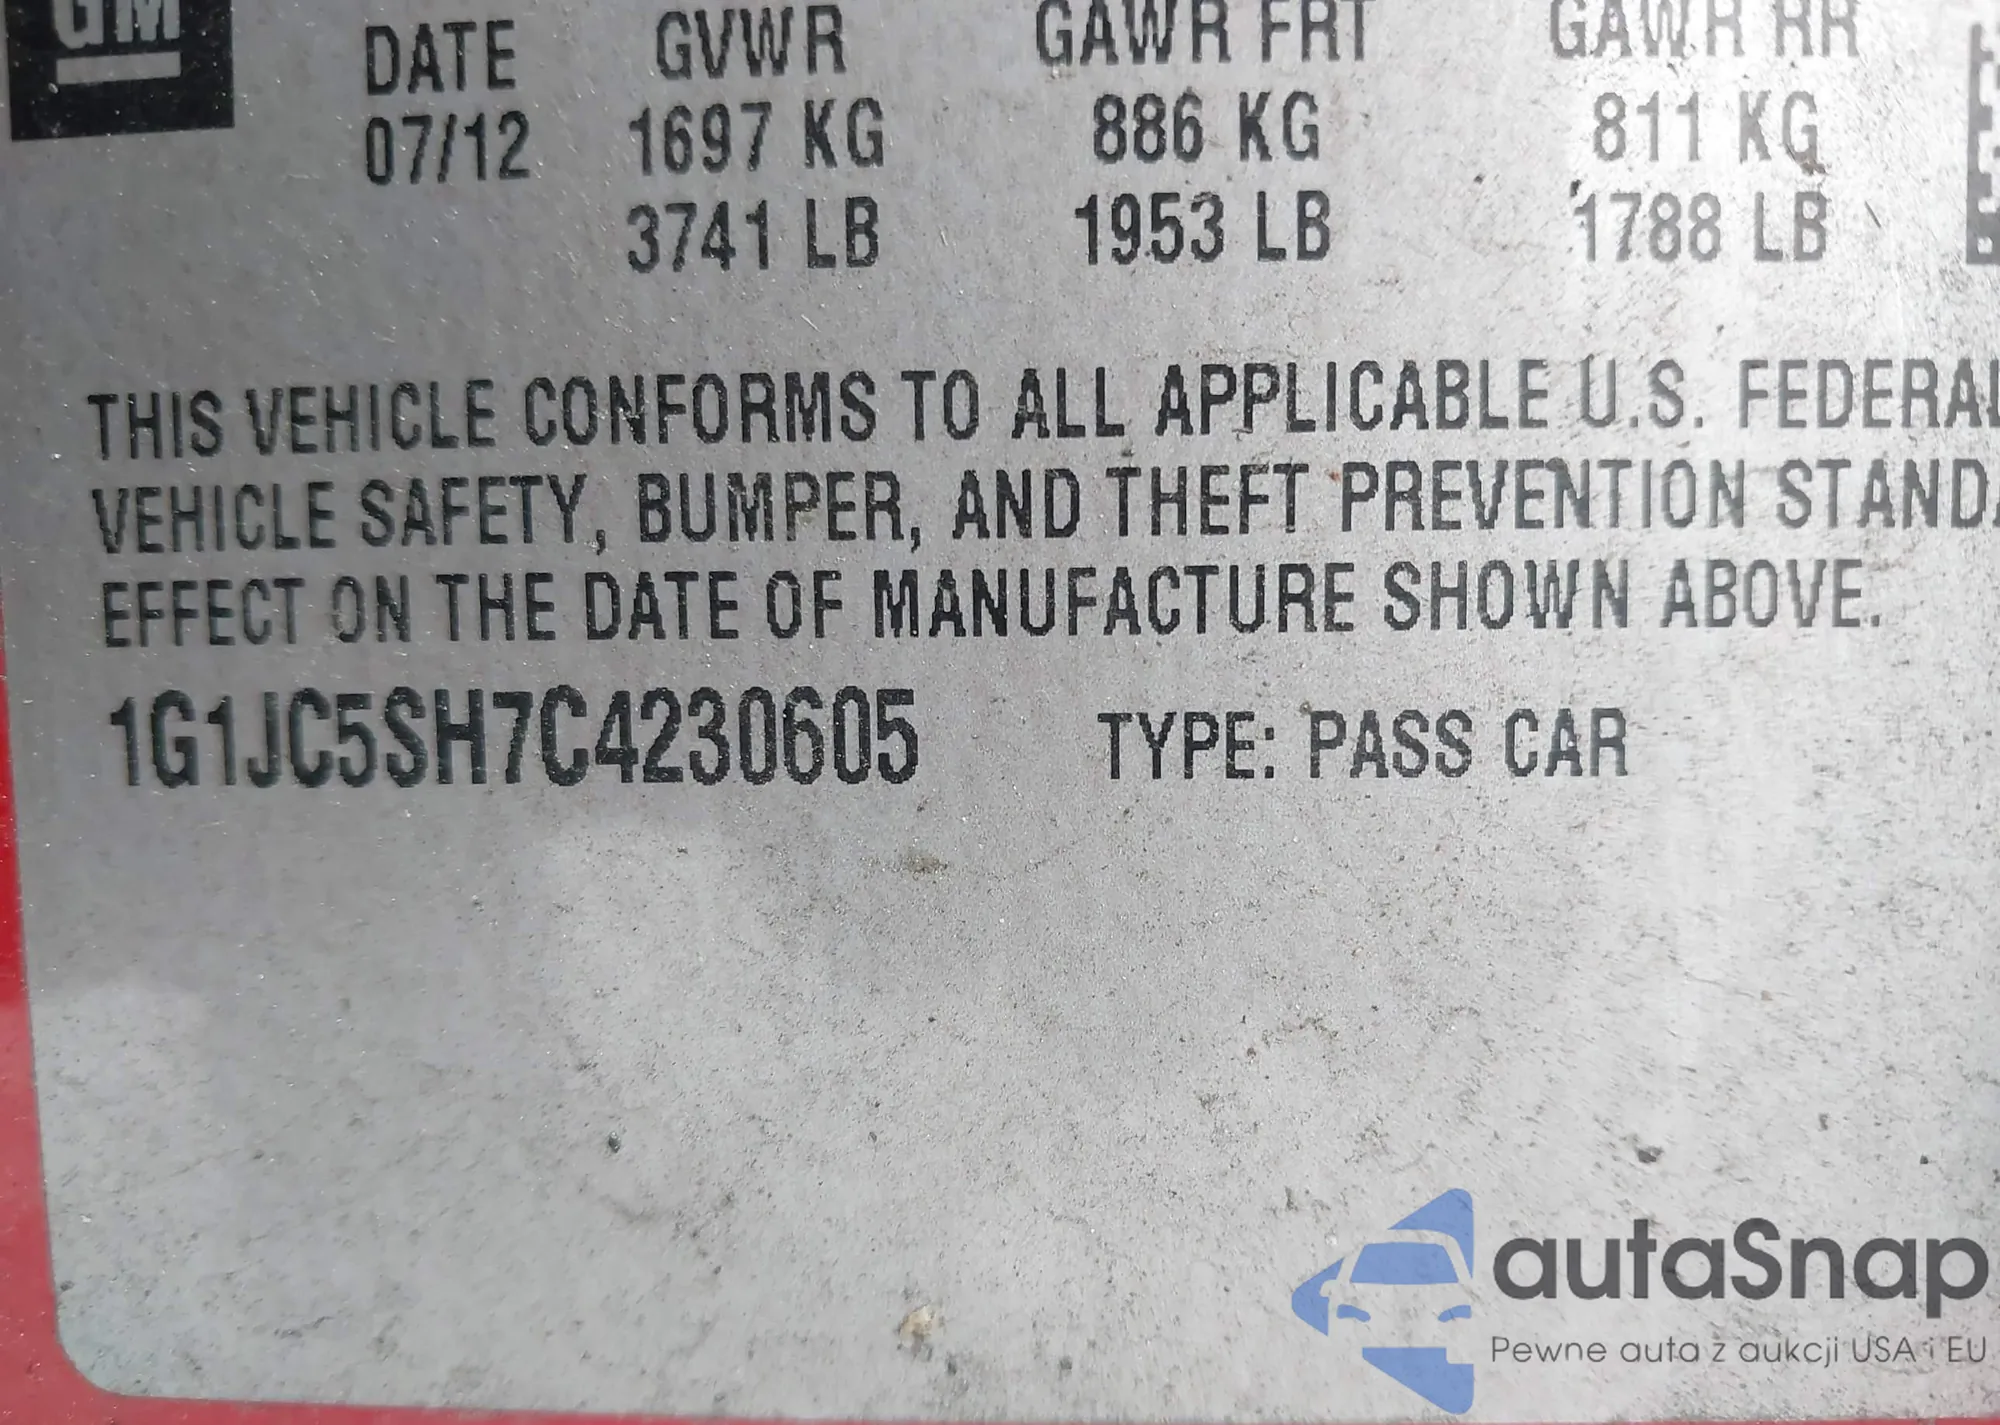 GM
DATE GVWR GAWR FRT GAWR RR
07/12 1697 KG 886 KG 811 KG
3741 LB 1953 LB 1788 LB
THIS VEHICLE CONFORMS TO ALL APPLICABLE U.S. FEDERAL
VEHICLE SAFETY, BUMPER, AND THEFT PREVENTION STANDA
EFFECT ON THE DATE OF MANUFACTURE SHOWN ABOVE.
1G1JC5SH7C4230605 TYPE: PASS CAR
autaSnap
Pewne auta z aukcji USA i EU